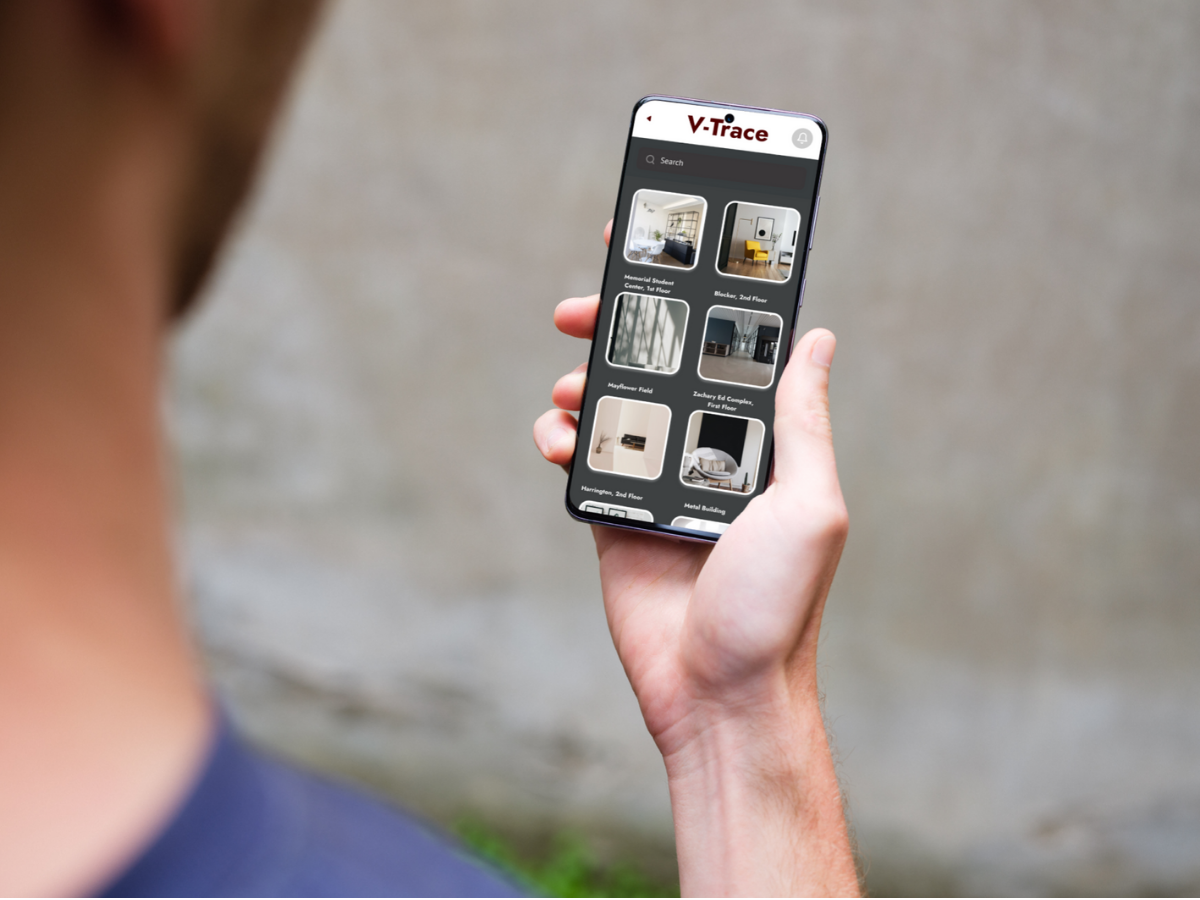 V-Trace
Search
Memorial Student
Center, 1st Floor
Blocker, 2nd Floor
Mayflower Field
Zachary Ed Complex,
First Floor
Harrington, 2nd Floor
Hotel Building